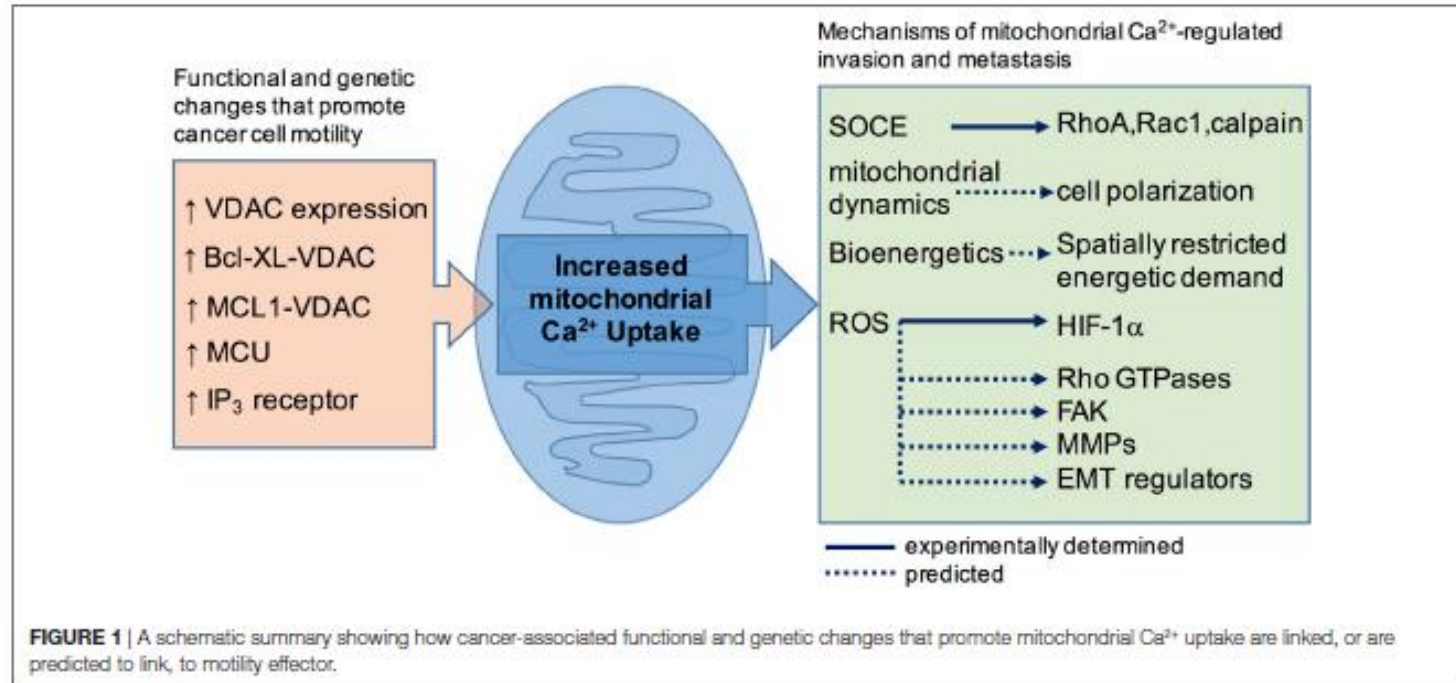 Functional and genetic
changes that promote
cancer cell motility
↑ VDAC expression
↑ Bcl-XL-VDAC
↑ MCL1-VDAC
↑ MCU
↑ IP₃ receptor
Increased
mitochondrial
Ca²⁺ Uptake
Mechanisms of mitochondrial Ca²⁺-regulated
invasion and metastasis
SOCE
RhoA,Rac1,calpain
mitochondrial
dynamics
cell polarization
Bioenergetics
Spatially restricted
energetic demand
ROS
HIF-1α
Rho GTPases
FAK
MMPs
EMT regulators
experimentally determined
predicted
FIGURE 1 | A schematic summary showing how cancer-associated functional and genetic changes that promote mitochondrial Ca²⁺ uptake are linked, or are
predicted to link, to motility effector.